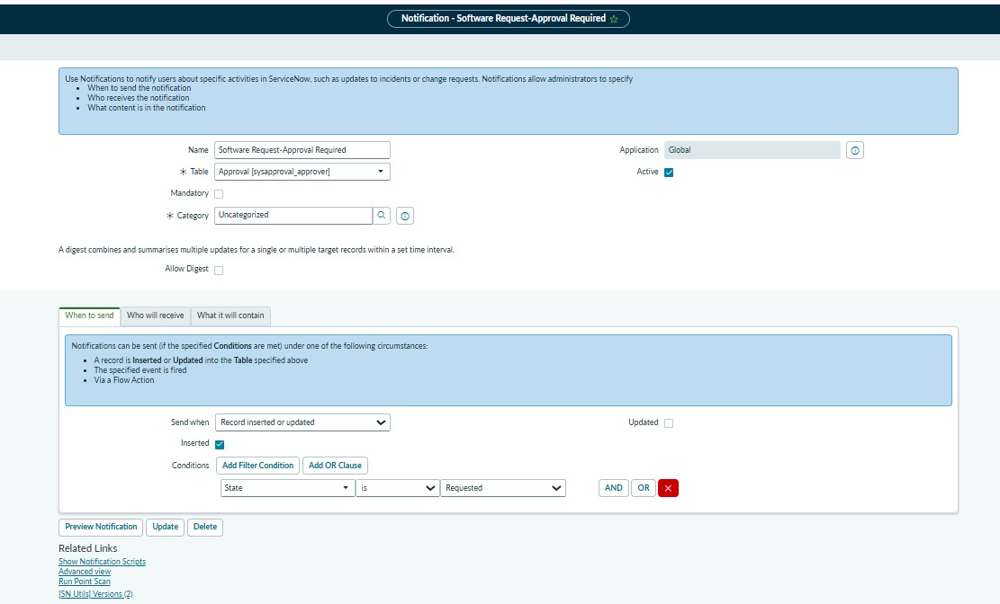 Notification - Software Request-Approval Required
Use Notifications to notify users about specific activities in ServiceNow, such as updates to incidents or change requests. Notifications allow administrators to specify
• When to send the notification
• Who receives the notification
• What content is in the notification
Name Software Request-Approval Required Application Global
* Table Approval [sysapproval_approver] Active
Mandatory
* Category Uncategorized
A digest combines and summarises multiple updates for a single or multiple target records within a set time interval.
Allow Digest
When to send Who will receive What it will contain
Notifications can be sent (if the specified Conditions are met) under one of the following circumstances:
• A record is Inserted or Updated into the Table specified above
• The specified event is fired
• Via a Flow Action
Send when Record inserted or updated Updated
Inserted
Conditions Add Filter Condition Add OR Clause
State is Requested AND OR
Preview Notification Update Delete
Related Links
Show Notification Scripts
Advanced view
Run Point Scan
[SN Utils] Versions (2)